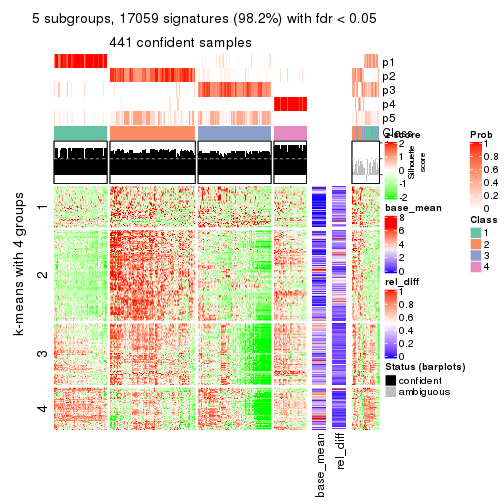 5 subgroups, 17059 signatures (98.2%) with fdr < 0.05
441 confident samples
p1
p2
p3
p4
p5
Class
z-score
2
1
0
-1
-2
Silhouette
score
Prob
1
0.8
0.6
0.4
0.2
0
base_mean
8
6
4
2
0
Class
1
2
3
4
rel_diff
1
0.8
0.6
0.4
0.2
0
Status (barplots)
confident
ambiguous
k-means with 4 groups
1
2
3
4
base_mean
rel_diff